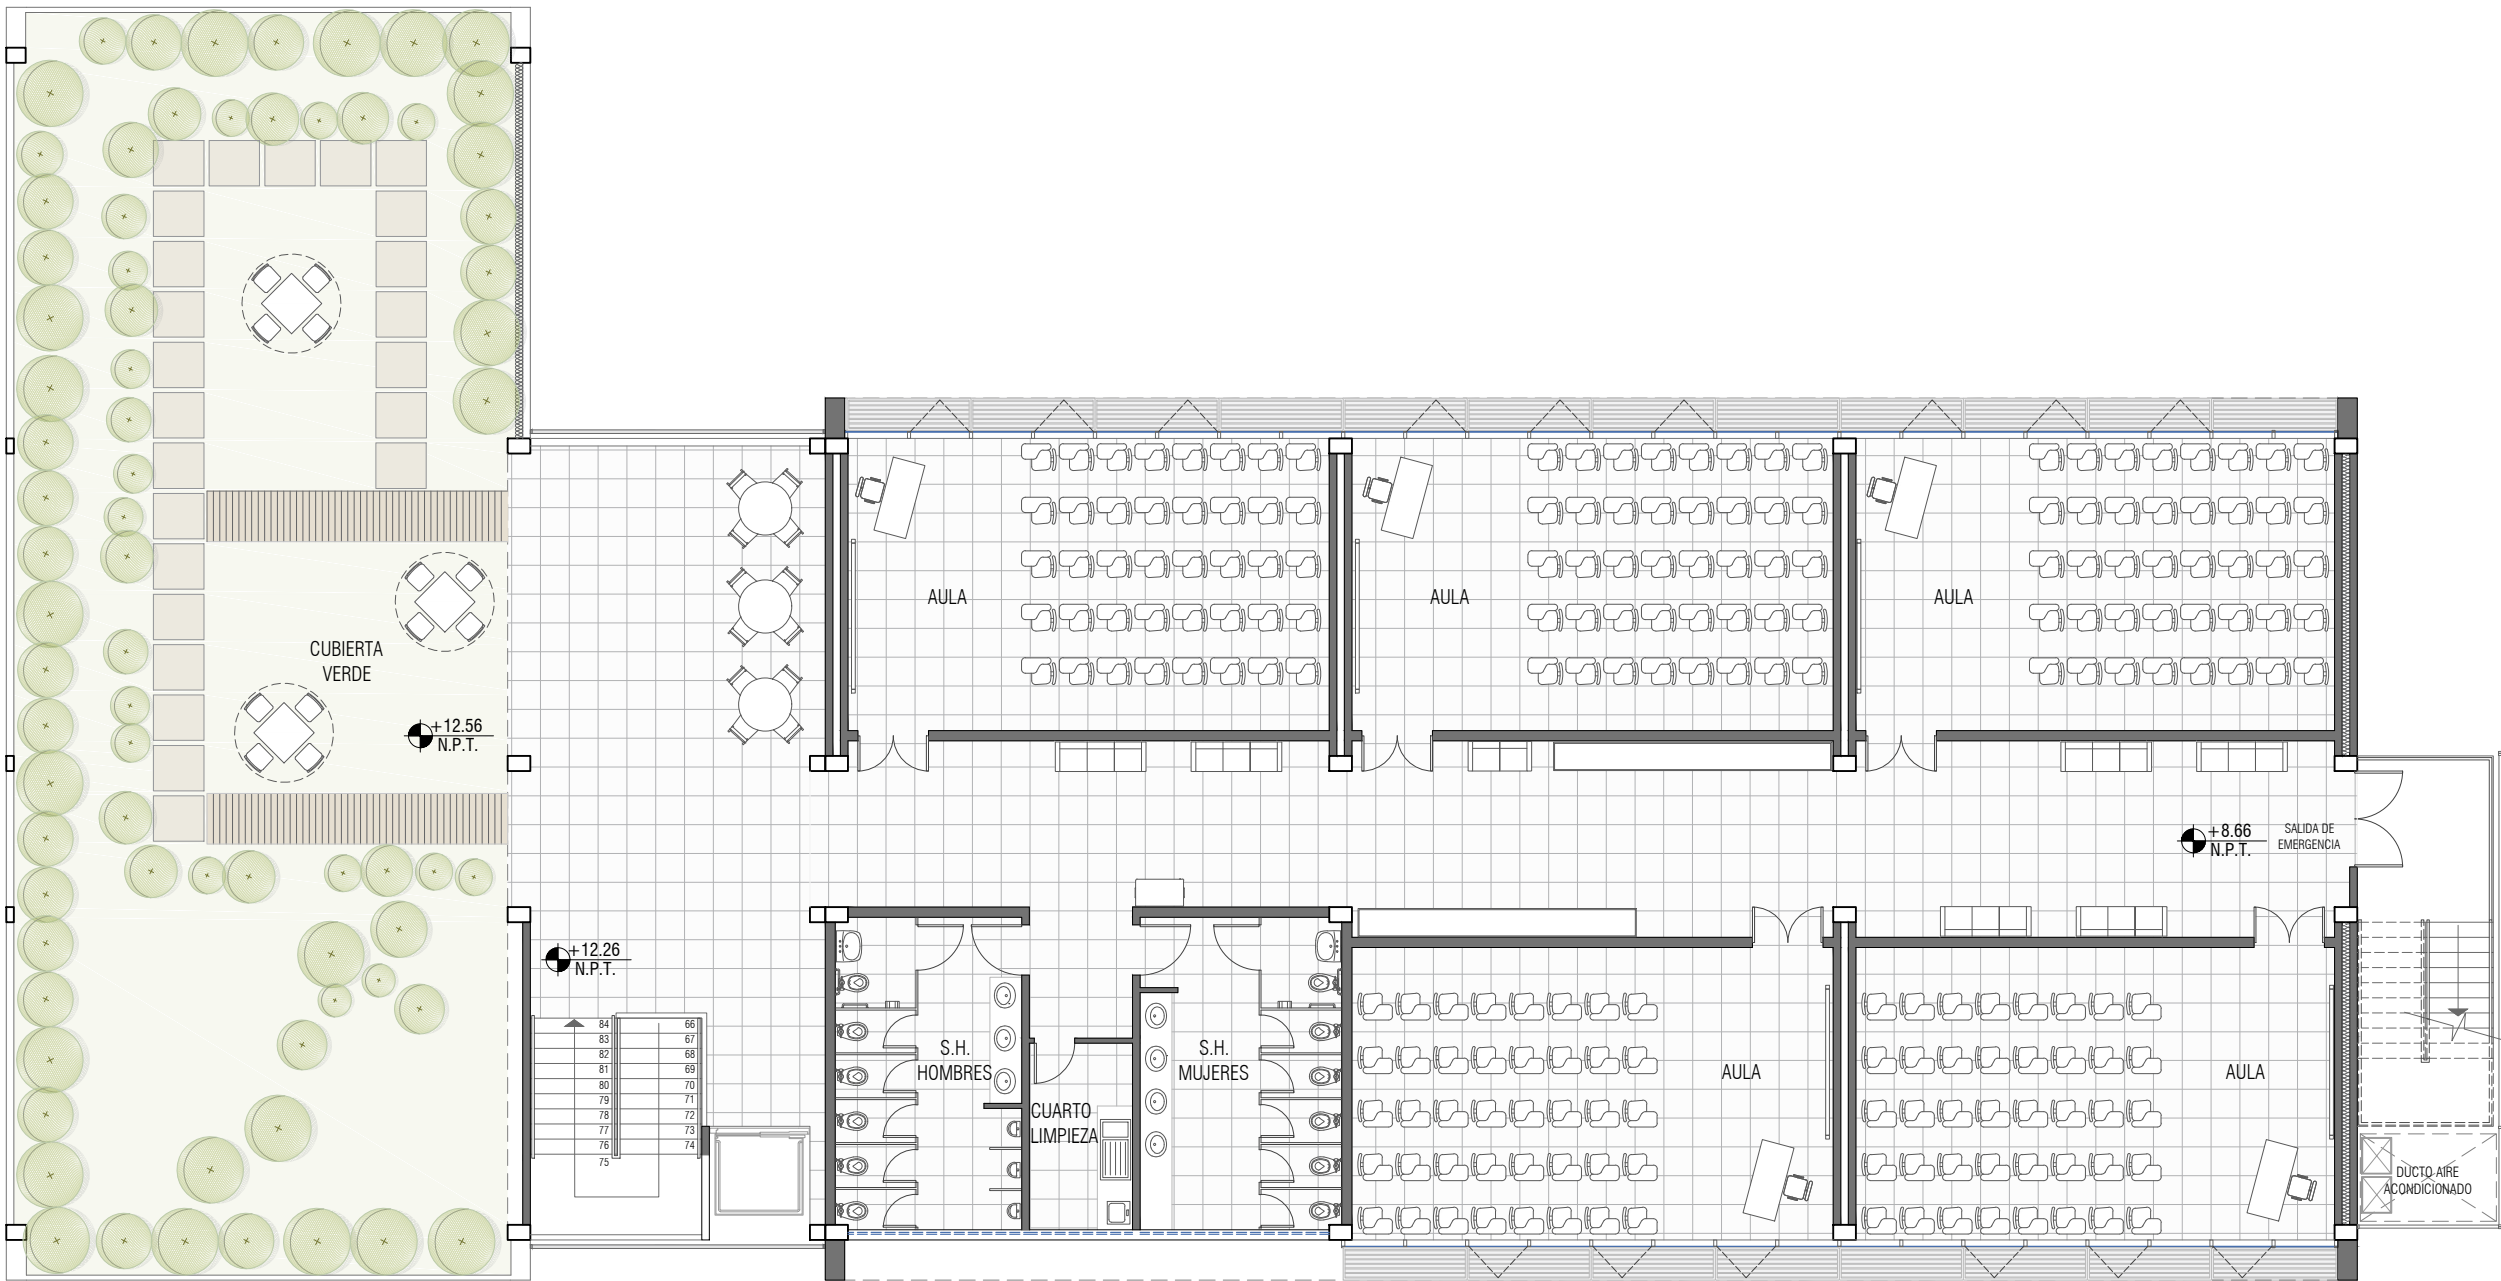 AULA
AULA
AULA
CUBIERTA
VERDE
+12.56
N.P.T.
+8.66
N.P.T.
SALIDA DE
EMERGENCIA
+12.26
N.P.T.
84
83
82
81
80
79
78
77
76
75
66
67
68
69
70
71
72
73
74
S.H.
HOMBRES
CUARTO
LIMPIEZA
S.H.
MUJERES
AULA
AULA
DUCTO AIRE
ACONDICIONADO